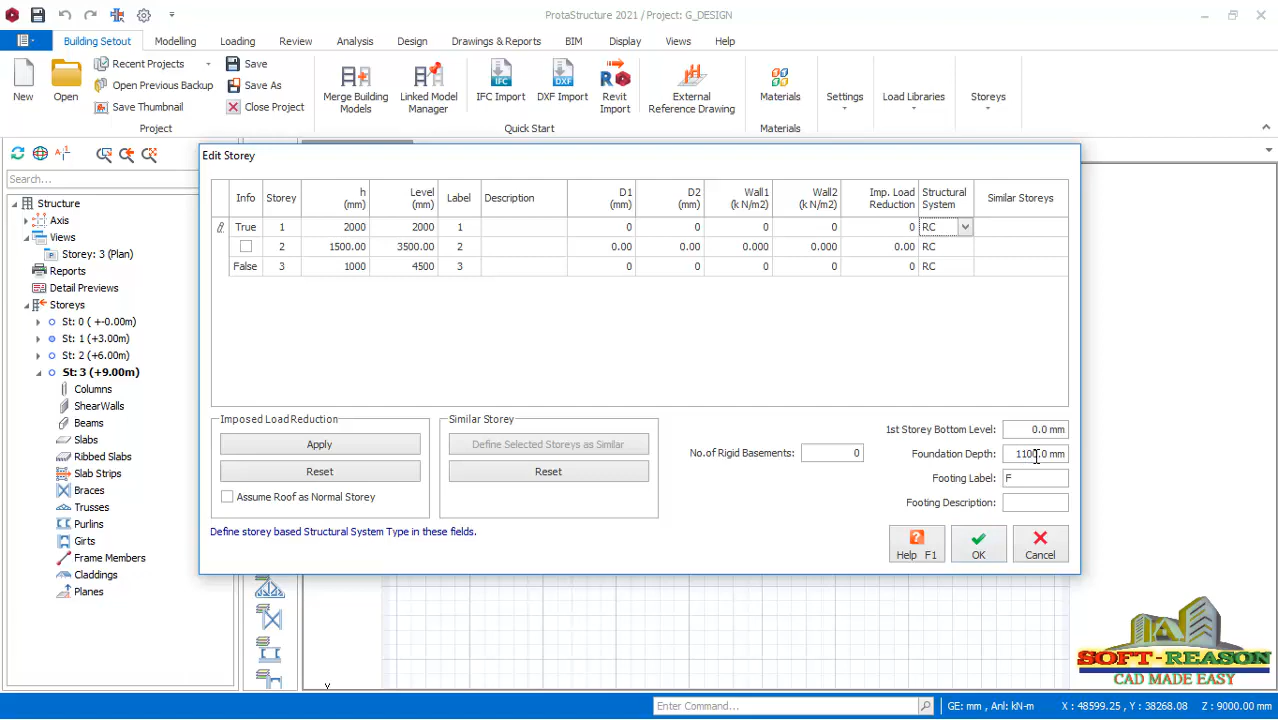 ProtaStructure 2021 / Project: G_DESIGN
Building Setout Modelling Loading Review Analysis Design Drawings & Reports BIM Display Views Help
New
Open
Recent Projects
Open Previous Backup
Save Thumbnail
Save
Save As
Close Project
Merge Building
Models
Linked Model
Manager
IFC Import
DXF Import
Revit
Import
External
Reference Drawing
Materials
Settings
Load Libraries
Storeys
Project
Quick Start
Materials
Search...
Structure
Axis
Views
Storey: 3 (Plan)
Reports
Detail Previews
Storeys
St: 0 ( +-0.00m)
St: 1 (+3.00m)
St: 2 (+6.00m)
St: 3 (+9.00m)
Columns
ShearWalls
Beams
Slabs
Ribbed Slabs
Slab Strips
Braces
Trusses
Purlins
Girts
Frame Members
Claddings
Planes
Edit Storey
Info Storey h (mm) Level (mm) Label Description D1 (mm) D2 (mm) Wall1 (k N/m2) Wall2 (k N/m2) Imp. Load Reduction Structural System Similar Storeys
True 1 2000 2000 1 0 0 0 0 0 RC
2 1500.00 3500.00 2 0.00 0.00 0.000 0.000 0.00 RC
False 3 1000 4500 3 0 0 0 0 0 RC
Imposed Load Reduction
Apply
Reset
Assume Roof as Normal Storey
Similar Storey
Define Selected Storeys as Similar
Reset
No.of Rigid Basements: 0
1st Storey Bottom Level: 0.0 mm
Foundation Depth: 1100.0 mm
Footing Label: F
Footing Description:
Define storey based Structural System Type in these fields.
Help F1
OK
Cancel
SOFT-REASON
CAD MADE EASY
Y
Enter Command...
GE: mm , Anl: kN-m
X : 48599.25 Y : 38268.08 Z : 9000.00 mm